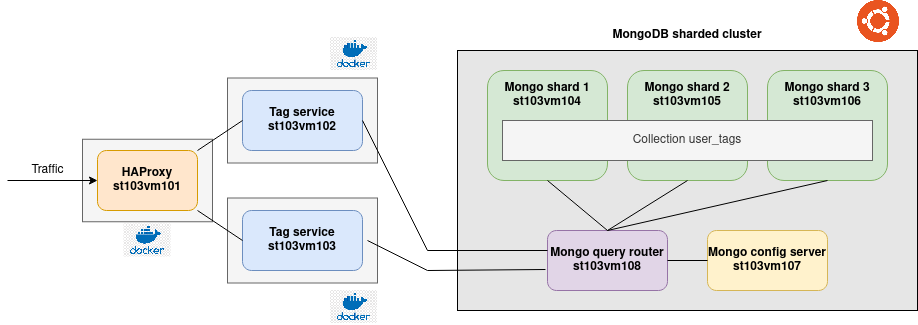 MongoDB sharded cluster
docker
Mongo shard 1
st103vm104
Mongo shard 2
st103vm105
Mongo shard 3
st103vm106
Tag service
st103vm102
Collection user_tags
Traffic
HAProxy
st103vm101
Tag service
st103vm103
docker
Mongo query router
st103vm108
Mongo config server
st103vm107
docker